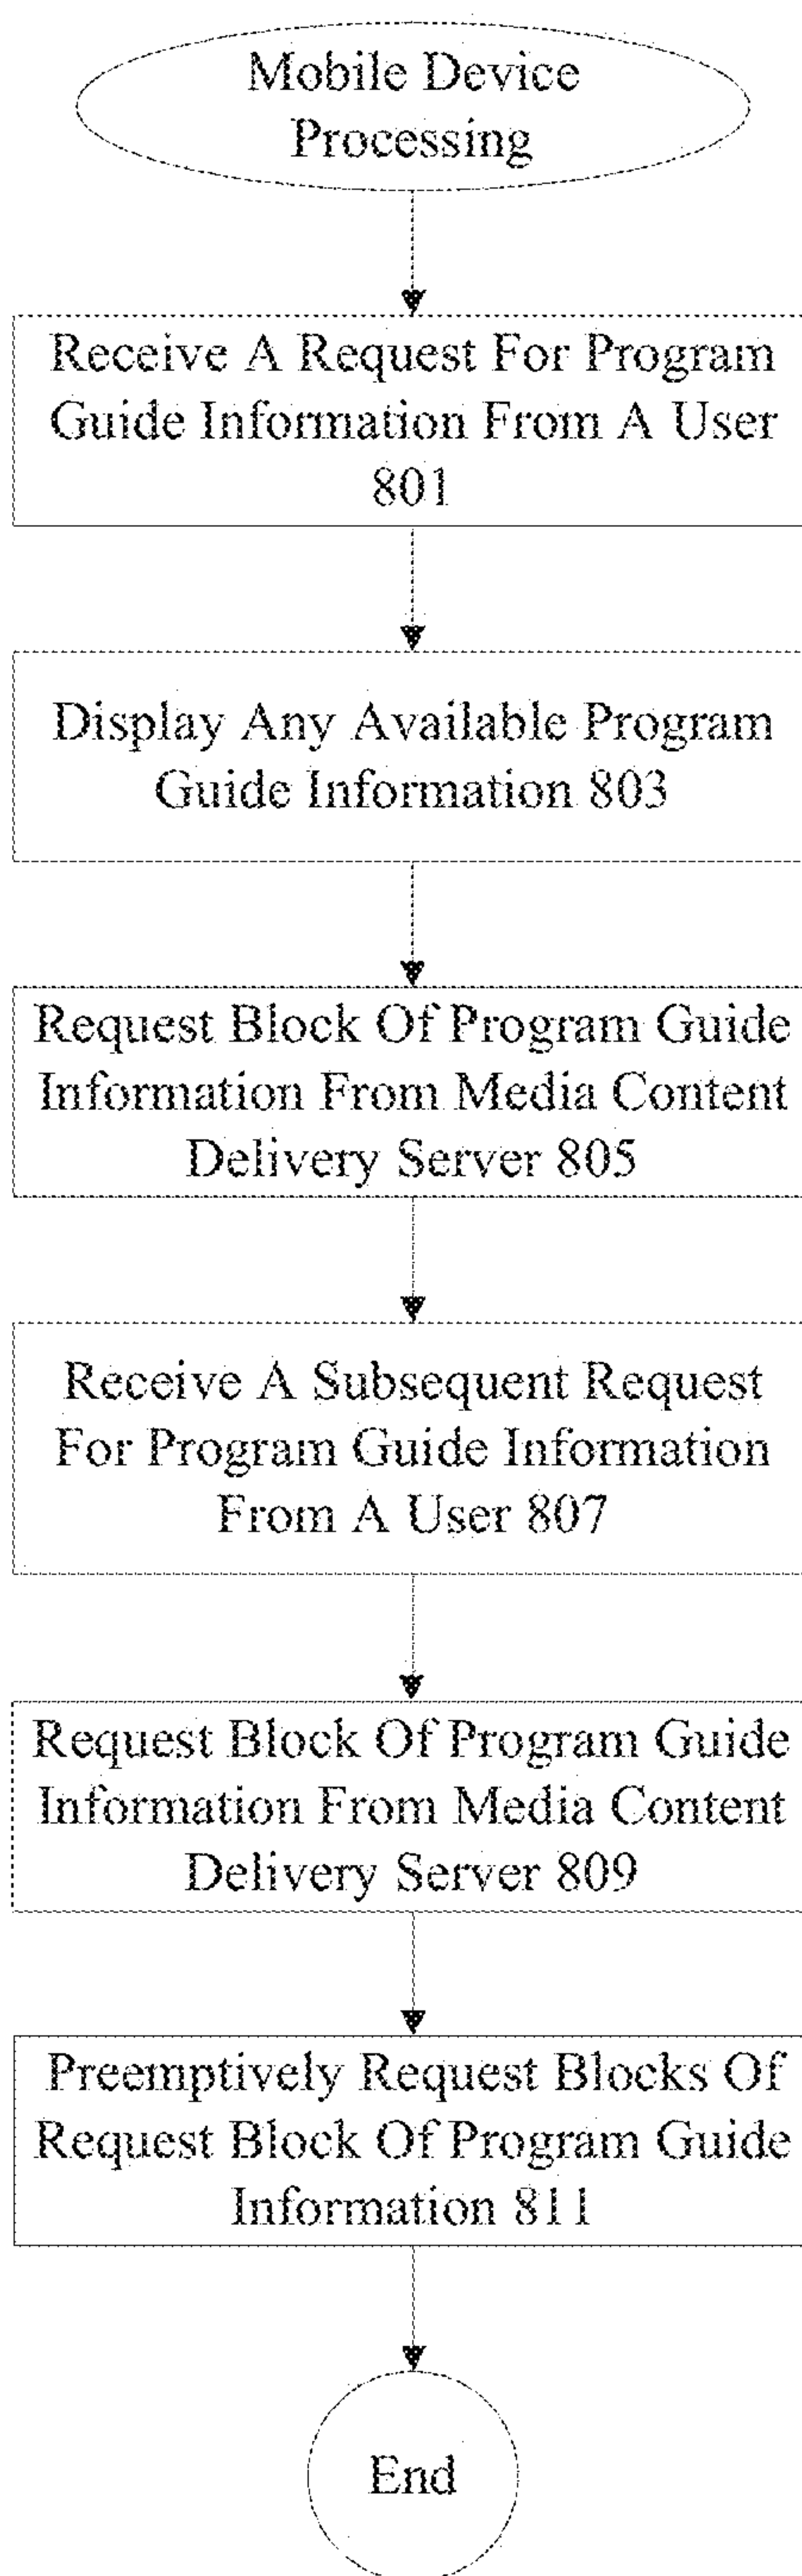 Mobile Device
Processing
Receive A Request For Program
Guide Information From A User
801
Display Any Available Program
Guide Information 803
Request Block Of Program Guide
Information From Media Content
Delivery Server 805
Receive A Subsequent Request
For Program Guide Information
From A User 807
Request Block Of Program Guide
Information From Media Content
Delivery Server 809
Preemptively Request Blocks Of
Request Block Of Program Guide
Information 811
End